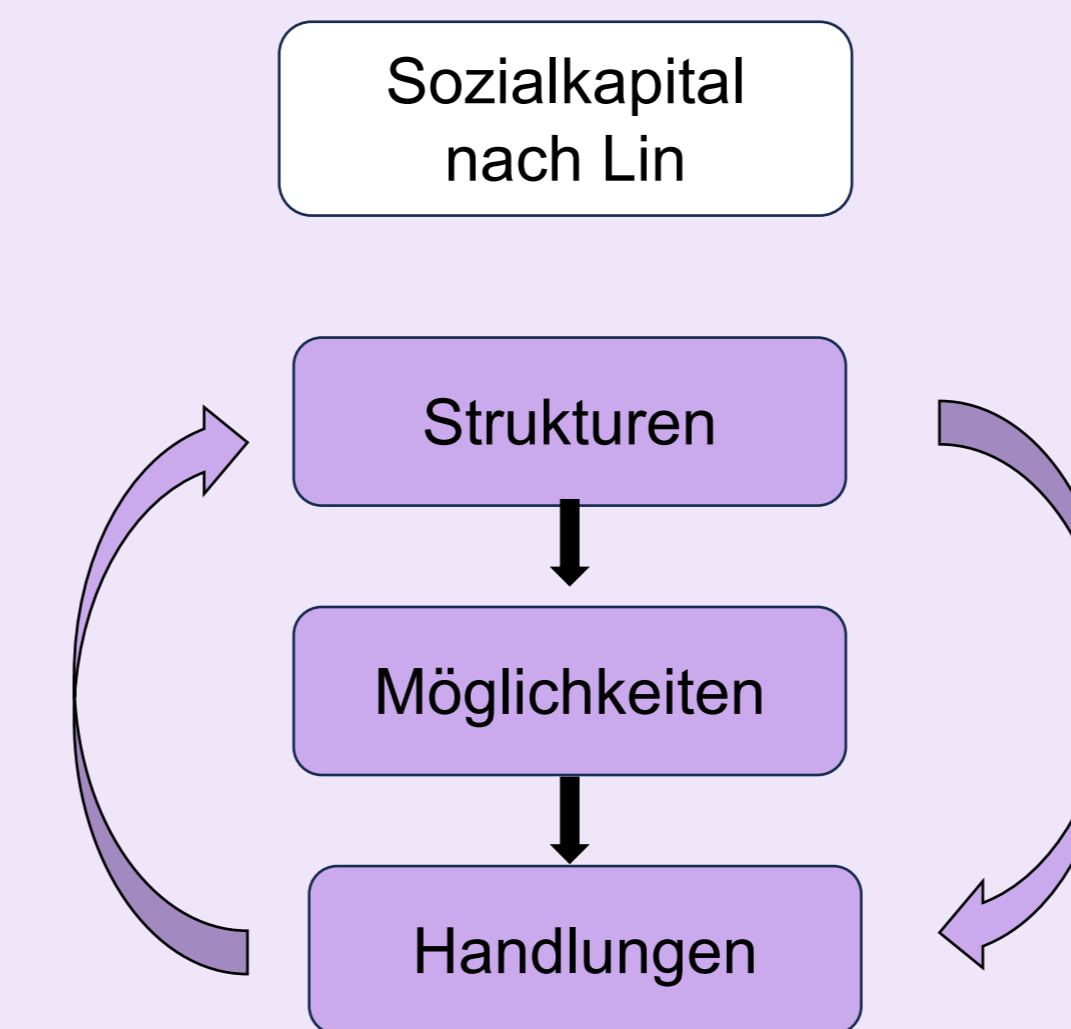 Sozialkapital
nach Lin
Strukturen
Möglichkeiten
Handlungen